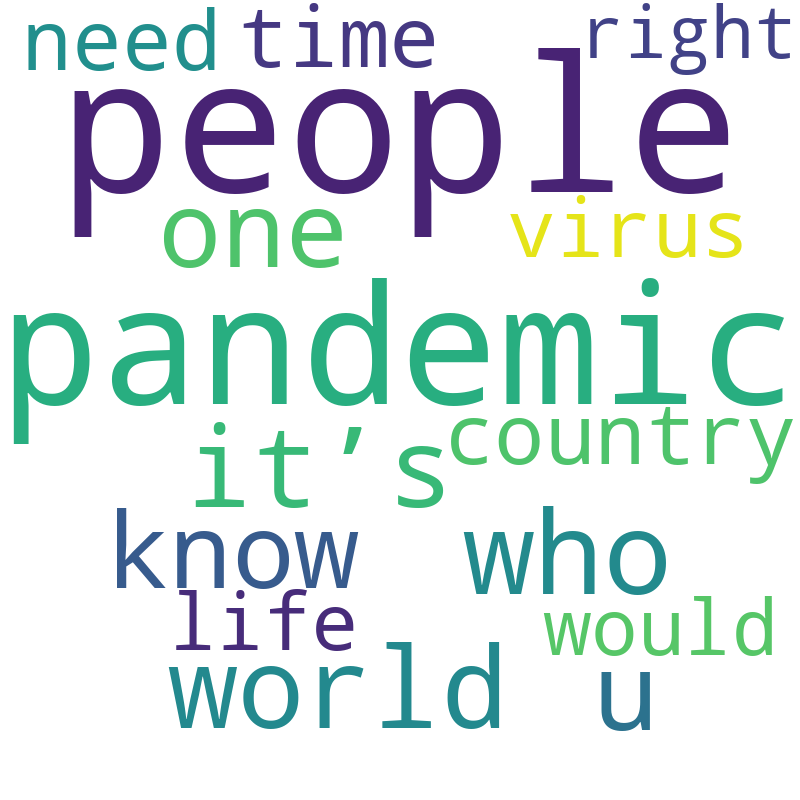 need time right
people
one virus
pandemic
it’s country
know who
life would
world u